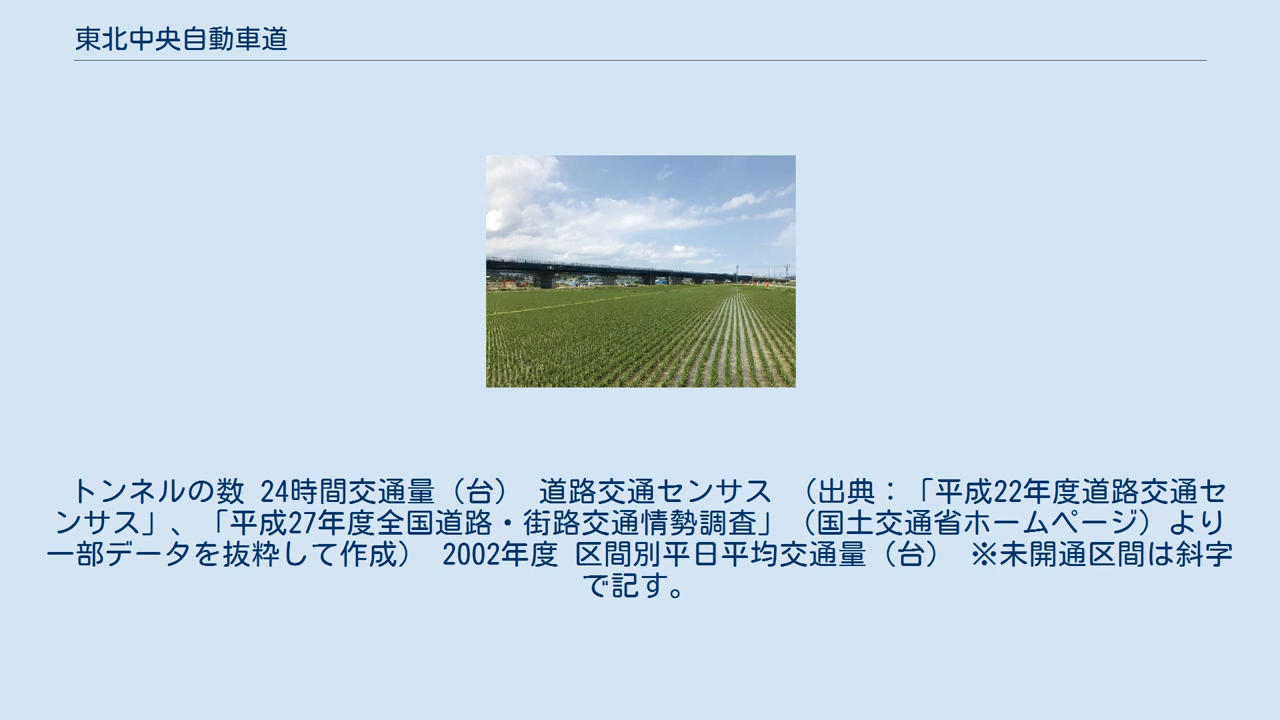 東北中央自動車道
トンネルの数 24時間交通量（台） 道路交通センサス （出典：「平成22年度道路交通セ
ンサス」、「平成27年度全国道路・街路交通情勢調査」（国土交通省ホームページ）より
一部データを抜粋して作成） 2002年度 区間別平日平均交通量（台） ※未開通区間は斜字
で記す。